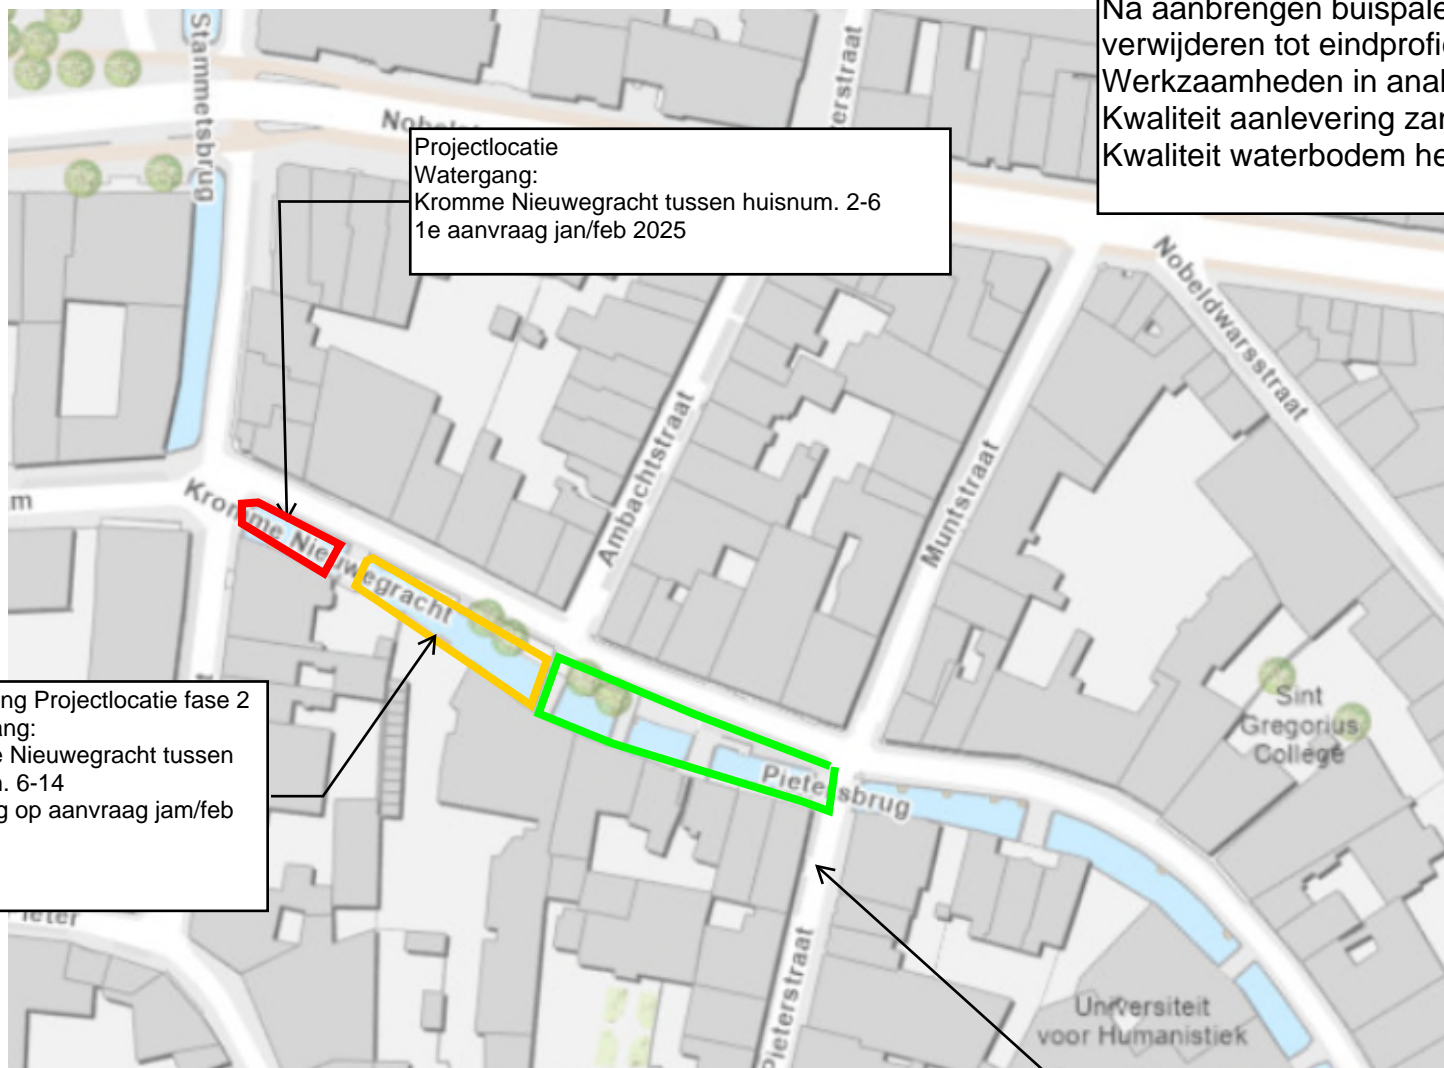 Na aanbrengen buispale
verwijderen tot eindprofie
Werkzaamheden in anal
Kwaliteit aanlevering zar
Kwaliteit waterbodem he
Stammetsbrug
erstraat
Projectlocatie
Watergang:
Kromme Nieuwegracht tussen huisnum. 2-6
1e aanvraag jan/feb 2025
Nobeldwarsstraat
Ambachtstraat
Muntstraat
m
Kromme Nieuwegracht
ng Projectlocatie fase 2
ang:
e Nieuwegracht tussen
n. 6-14
g op aanvraag jam/feb
Sint
Gregorius
College
Pietersbrug
ieter
Pieterstraat
Universiteit
voor Humanistiek